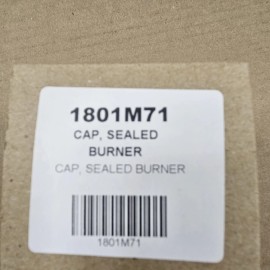 1801M71
CAP, SEALED
BURNER
CAP, SEALED BURNER
1801M71